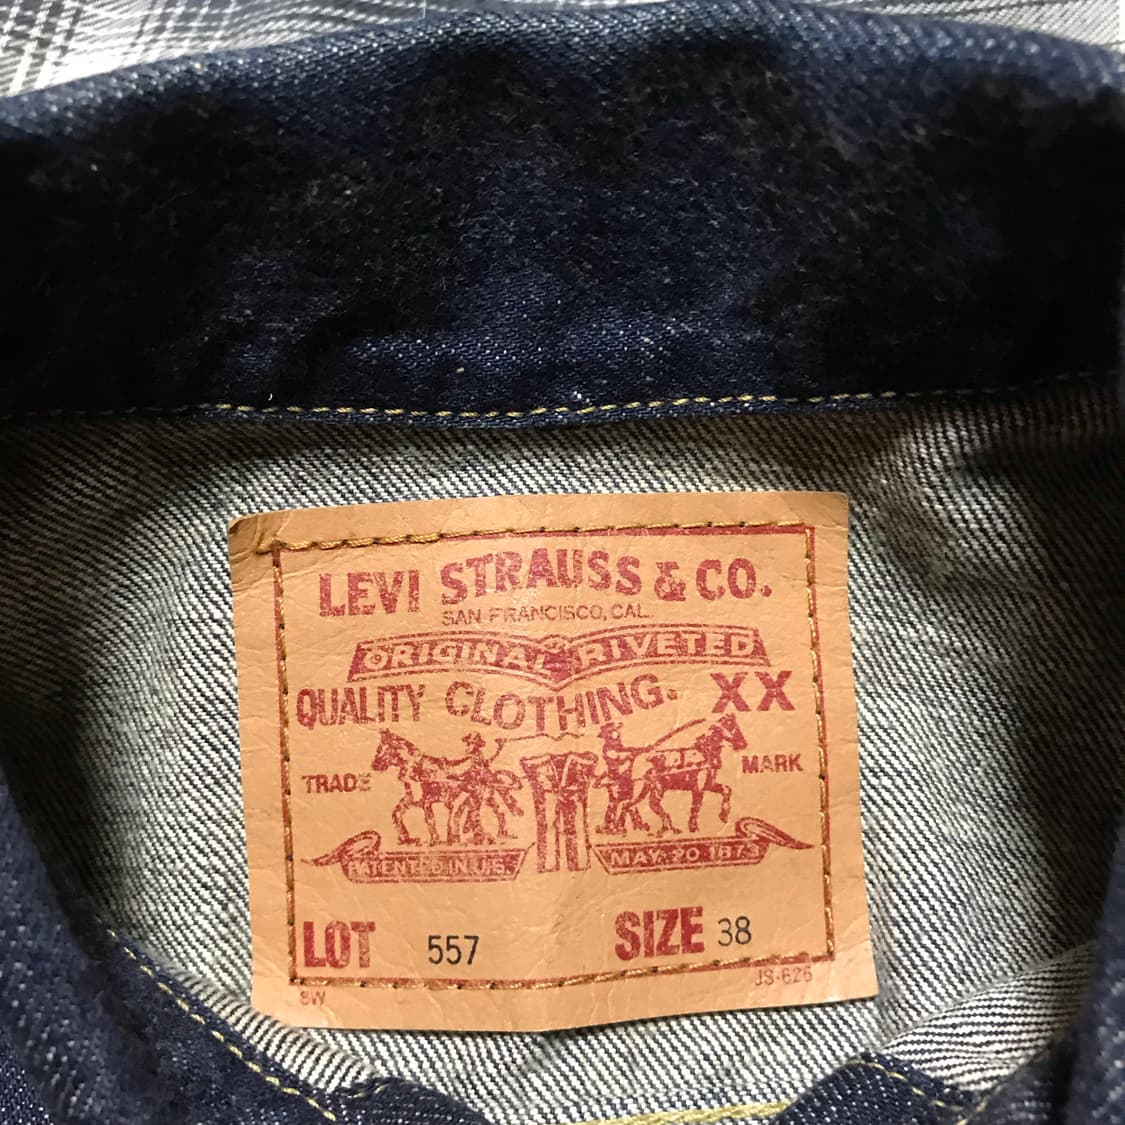 LEVI STRAUSS & CO.
SAN FRANCISCO, CAL.
ORIGINAL RIVETED
QUALITY CLOTHING. XX
TRADE MARK
PATENTED IN U.S. MAY 20 1873
LOT 557 SIZE 38
8W JS-626